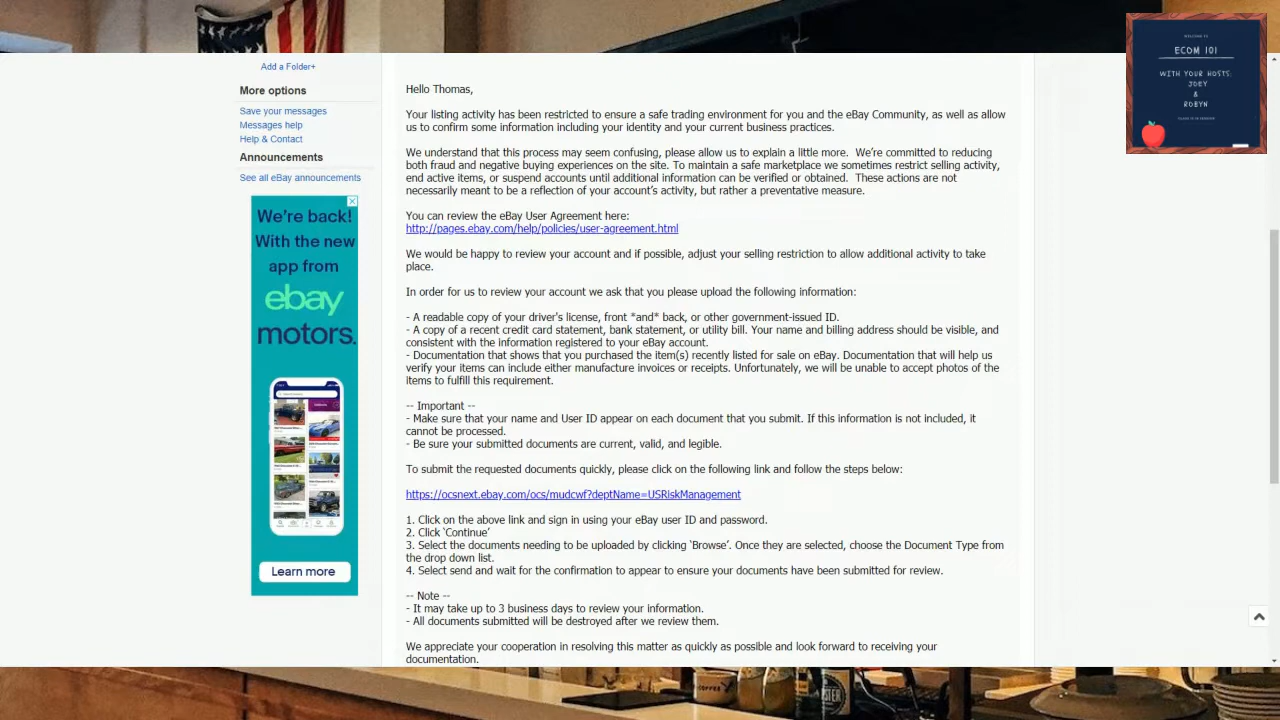 Add a Folder+
More options
Save your messages
Messages help
Help & Contact
Announcements
See all eBay announcements
We're back!
With the new
app from
ebay
motors.
Learn more
Hello Thomas,
Your listing activity has been restricted to ensure a safe trading environment for you and the eBay Community, as well as allow
us to confirm some information including your identity and your current business practices.
We understand that this process may seem confusing, please allow us to explain a little more.  We're committed to reducing
both fraud and negative buying experiences on the site. To maintain a safe marketplace we sometimes restrict selling activity,
end active items, or suspend accounts until additional information can be verified or obtained.  These actions are not
necessarily meant to be a reflection of your account's activity, but rather a preventative measure.
You can review the eBay User Agreement here:
http://pages.ebay.com/help/policies/user-agreement.html
We would be happy to review your account and if possible, adjust your selling restriction to allow additional activity to take
place.
In order for us to review your account we ask that you please upload the following information:
- A readable copy of your driver's license, front *and* back, or other government-issued ID.
- A copy of a recent credit card statement, bank statement, or utility bill. Your name and billing address should be visible, and
consistent with the information registered to your eBay account.
- Documentation that shows that you purchased the item(s) recently listed for sale on eBay. Documentation that will help us
verify your items can include either manufacture invoices or receipts. Unfortunately, we will be unable to accept photos of the
items to fulfill this requirement.
-- Important --
- Make sure that your name and User ID appear on each document that you submit. If this information is not included, it
cannot be processed.
- Be sure your submitted documents are current, valid, and legible.
To submit the requested documents quickly, please click on the following link and follow the steps below:
https://ocsnext.ebay.com/ocs/mudcwf?deptName=USRiskManagement
1. Click on the above link and sign in using your eBay user ID and password.
2. Click 'Continue'
3. Select the documents needing to be uploaded by clicking 'Browse'. Once they are selected, choose the Document Type from
the drop down list.
4. Select send and wait for the confirmation to appear to ensure your documents have been submitted for review.
-- Note --
- It may take up to 3 business days to review your information.
- All documents submitted will be destroyed after we review them.
We appreciate your cooperation in resolving this matter as quickly as possible and look forward to receiving your
documentation.
WELCOME TO
ECOM 101
WITH YOUR HOSTS:
JOEY
&
ROBYN
COFFEE